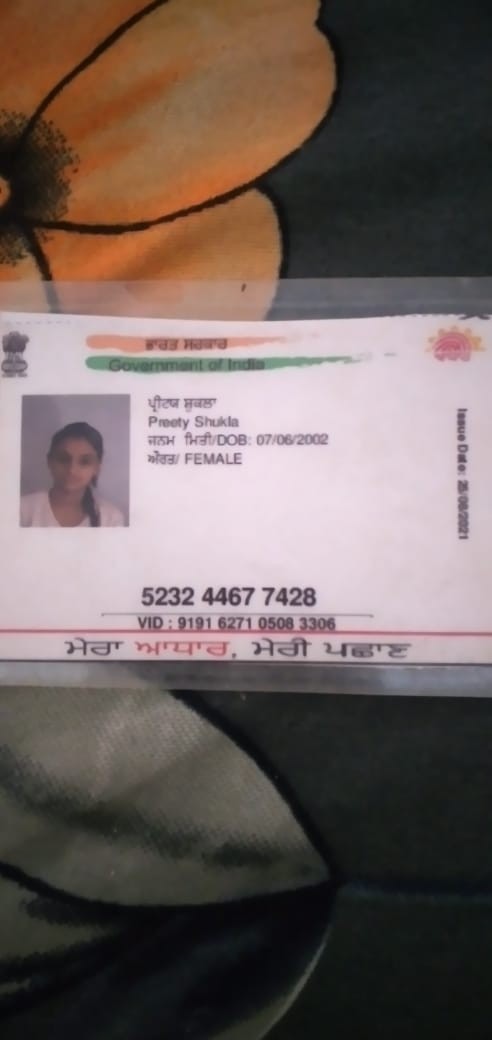 ਭਾਰਤ ਸਰਕਾਰ
Government of India
ਪ੍ਰੀਟਯ ਸ਼ੁਕਲਾ
Preety Shukla
ਜਨਮ ਮਿਤੀ/DOB: 07/06/2002
ਔਰਤ/ FEMALE
Issue Date: 25/08/2021
5232 4467 7428
VID : 9191 6271 0508 3306
ਮੇਰਾ ਆਧਾਰ, ਮੇਰੀ ਪਛਾਣ